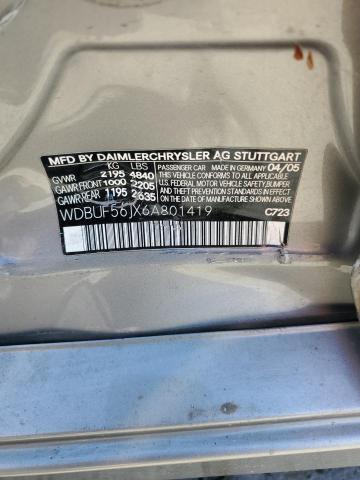 MFD BY DAIMLERCHRYSLER AG STUTTGART
KG LBS PASSENGER CAR MADE IN GERMANY 04/05
GVWR 2195 4840 THIS VEHICLE CONFORMS TO ALL APPLICABLE
GAWR FRONT 1000 2205 U.S. FEDERAL MOTOR VEHICLE SAFETY, BUMPER
GAWR REAR 1195 2635 AND THEFT PREVENTION STANDARDS IN EFFECT
ON THE DATE OF MANUFACTURE SHOWN ABOVE
WDBUF56JX6A801419 C723